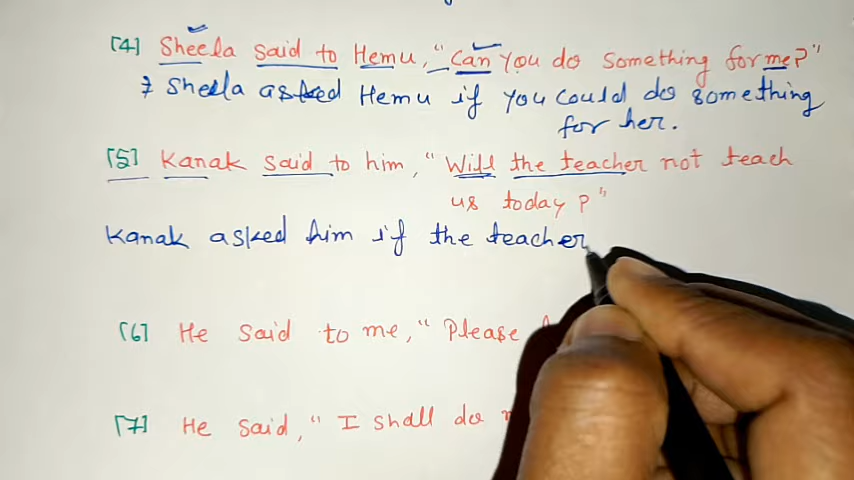 [4] Sheela said to Hemu, "Can you do something for me?"
Sheela asked Hemu if you could do something
for her.
[5] Kanak said to him, "Will the teacher not teach
us today?"
Kanak asked him if the teacher
[6] He said to me, "Please
[7] He said, "I shall do